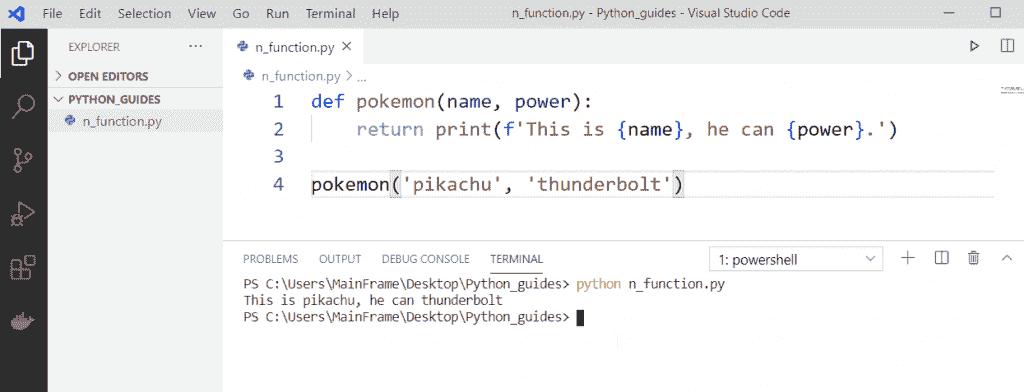 File Edit Selection View Go Run Terminal Help n_function.py - Python_guides - Visual Studio Code
EXPLORER ... n_function.py
OPEN EDITORS n_function.py > ...
PYTHON_GUIDES
n_function.py
1 def pokemon(name, power):
2 return print(f'This is {name}, he can {power}.')
3
4 pokemon('pikachu', 'thunderbolt')
PROBLEMS OUTPUT DEBUG CONSOLE TERMINAL 1: powershell
PS C:\Users\MainFrame\Desktop\Python_guides> python n_function.py
This is pikachu, he can thunderbolt
PS C:\Users\MainFrame\Desktop\Python_guides>